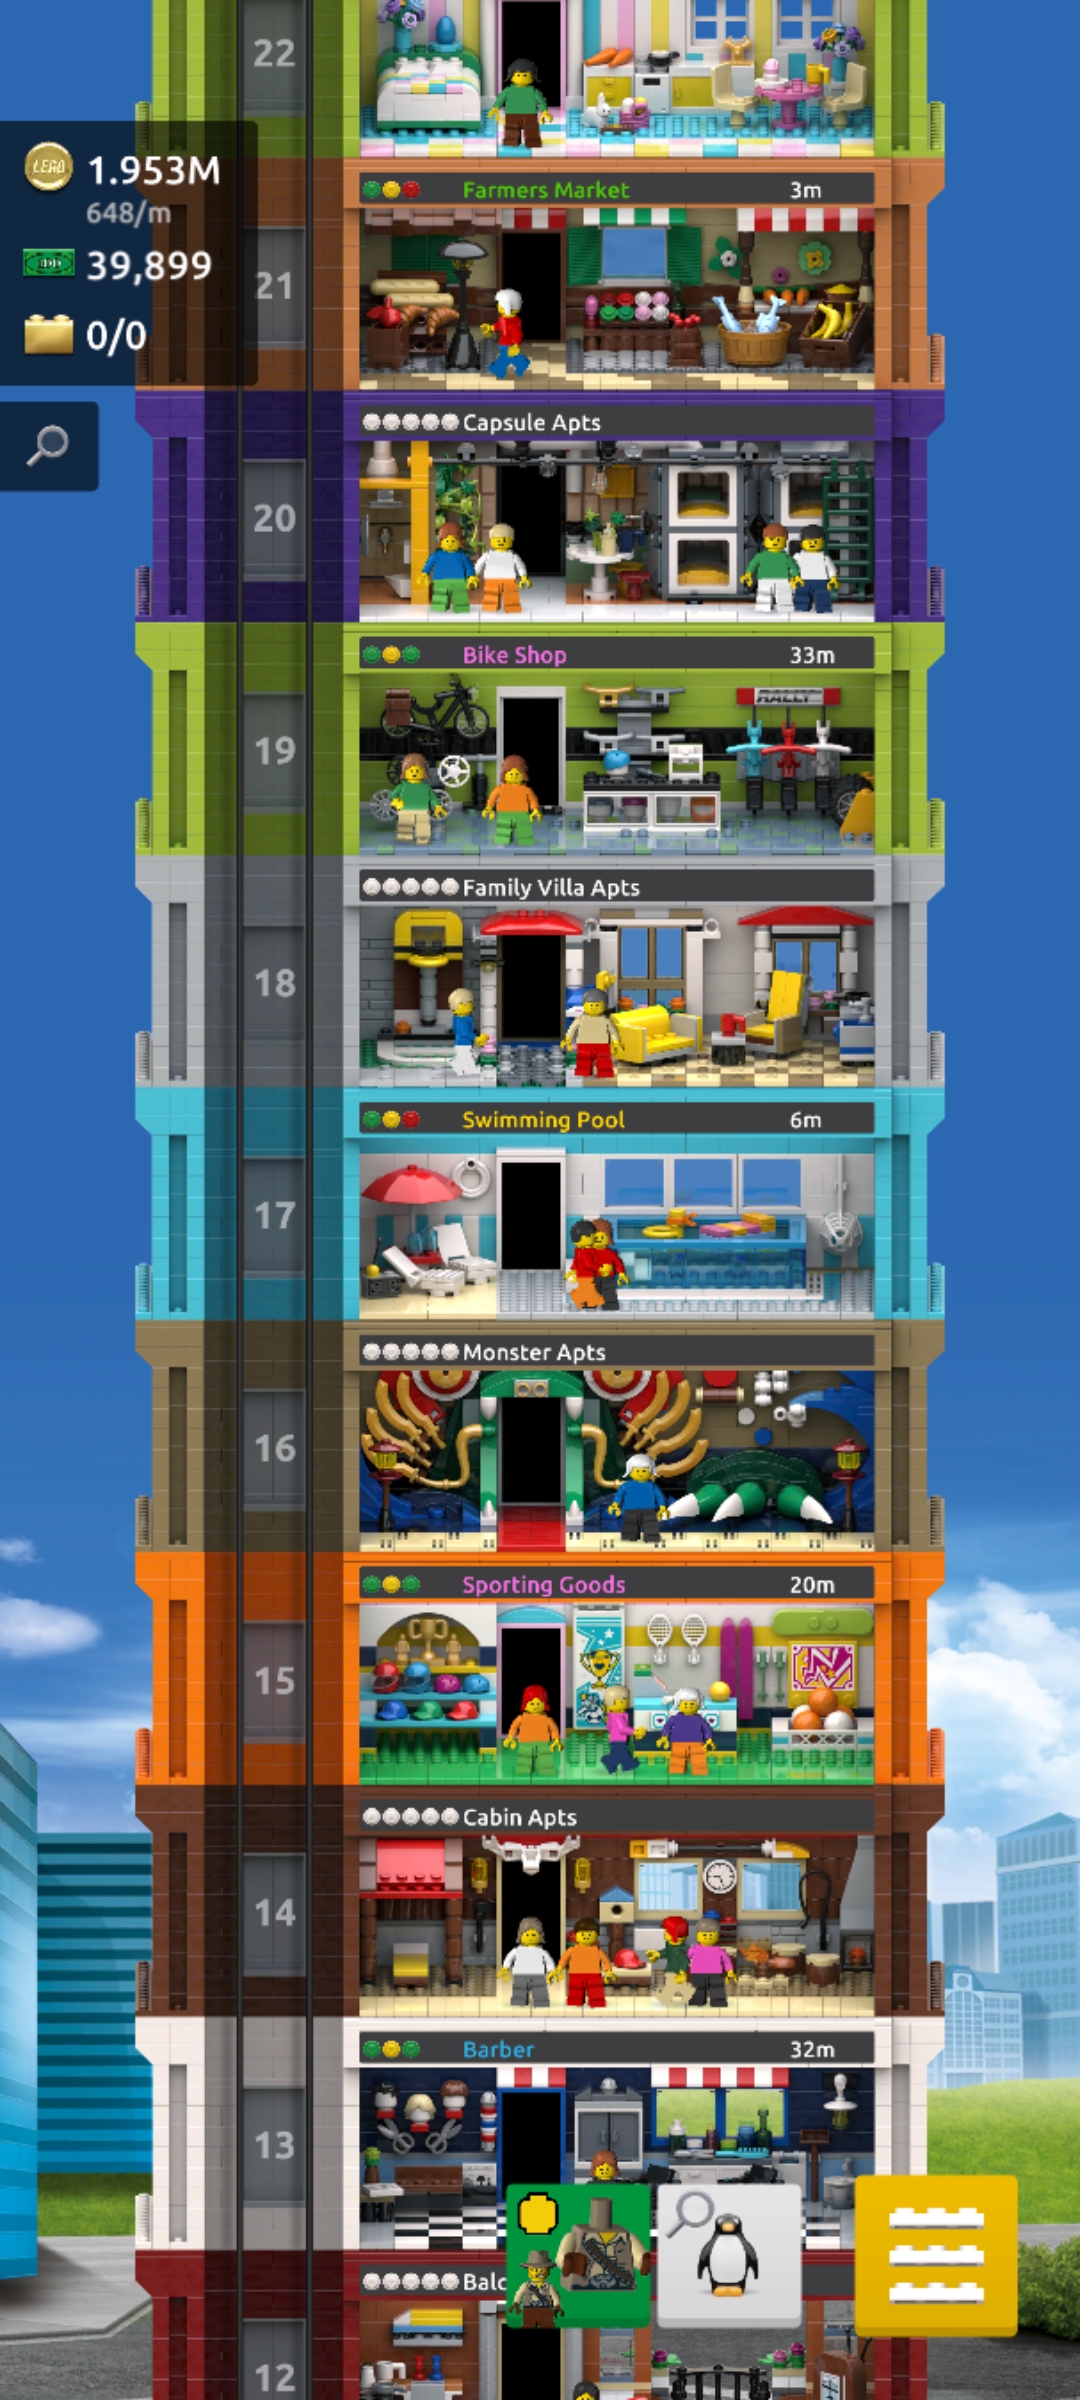 22
LEGO
1.953M
648/m
39,899
0/0
Farmers Market 3m
21
Capsule Apts
20
Bike Shop 33m
RALLY
19
Family Villa Apts
18
Swimming Pool 6m
17
Monster Apts
16
Sporting Goods 20m
15
N
Cabin Apts
14
Barber 32m
13
Balc
12